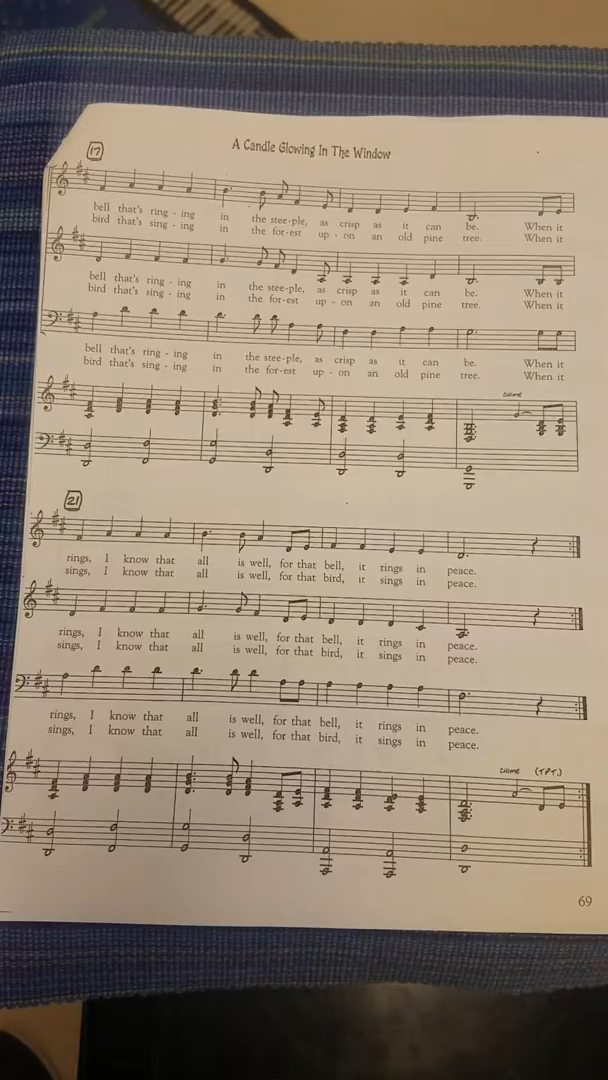 A Candle Glowing In The Window
17
bell that's ring - ing in the stee-ple, as crisp as it can be. When it
bird that's sing - ing in the for-est up - on an old pine tree. When it
bell that's ring - ing in the stee-ple, as crisp as it can be. When it
bird that's sing - ing in the for-est up - on an old pine tree. When it
bell that's ring - ing in the stee-ple, as crisp as it can be. When it
bird that's sing - ing in the for-est up - on an old pine tree. When it
CHIME
21
rings, I know that all is well, for that bell, it rings in peace.
sings, I know that all is well, for that bird, it sings in peace.
rings, I know that all is well, for that bell, it rings in peace.
sings, I know that all is well, for that bird, it sings in peace.
rings, I know that all is well, for that bell, it rings in peace.
sings, I know that all is well, for that bird, it sings in peace.
CHIME (TPT.)
69